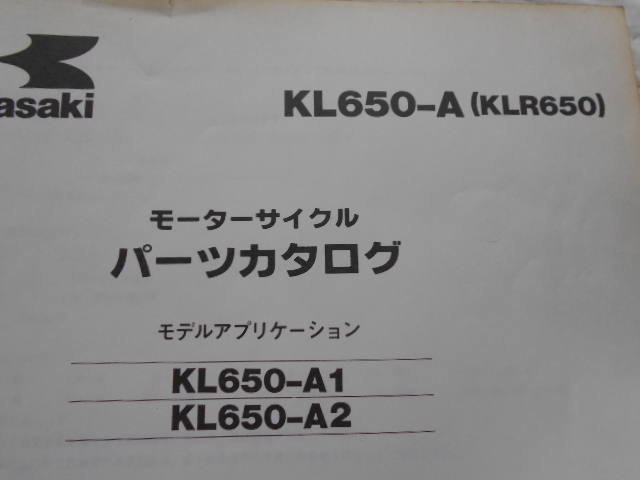 asaki
KL650-A (KLR650)
モーターサイクル
パーツカタログ
モデルアプリケーション
KL650-A1
KL650-A2